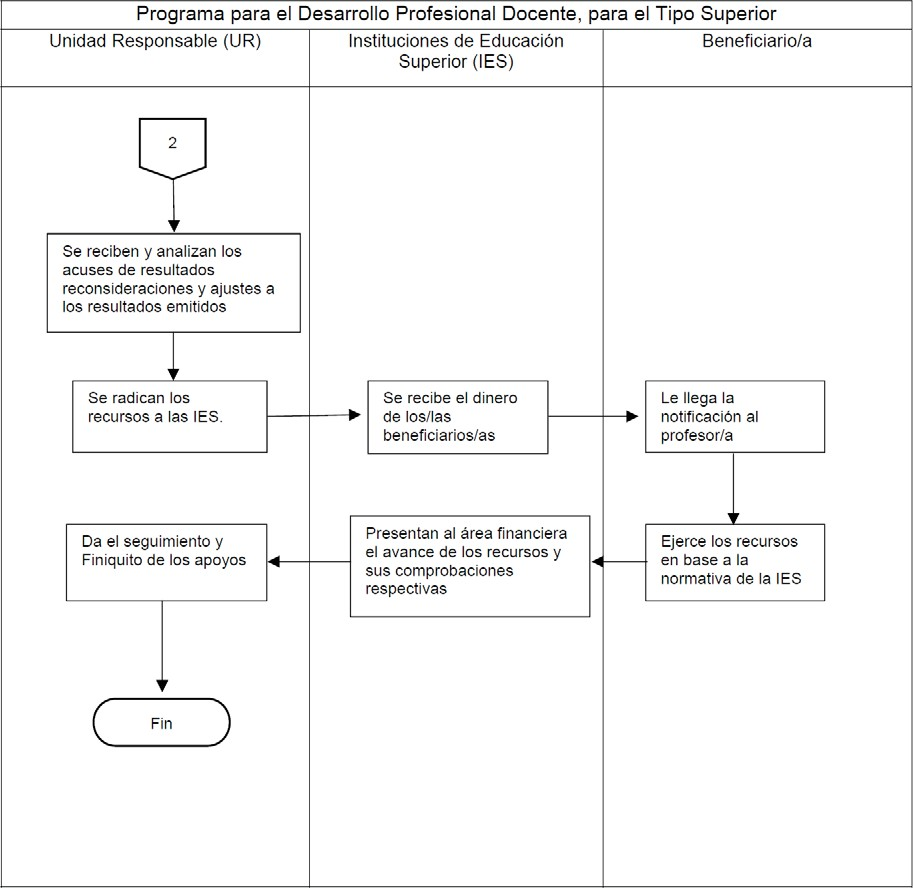 Programa para el Desarrollo Profesional Docente, para el Tipo Superior
Unidad Responsable (UR)
Instituciones de Educación
Superior (IES)
Beneficiario/a
2
Se reciben y analizan los
acuses de resultados
reconsideraciones y ajustes a
los resultados emitidos
Se radican los
recursos a las IES.
Se recibe el dinero
de los/las
beneficiarios/as
Le llega la
notificación al
profesor/a
Da el seguimiento y
Finiquito de los apoyos
Presentan al área financiera
el avance de los recursos y
sus comprobaciones
respectivas
Ejerce los recursos
en base a la
normativa de la IES
Fin